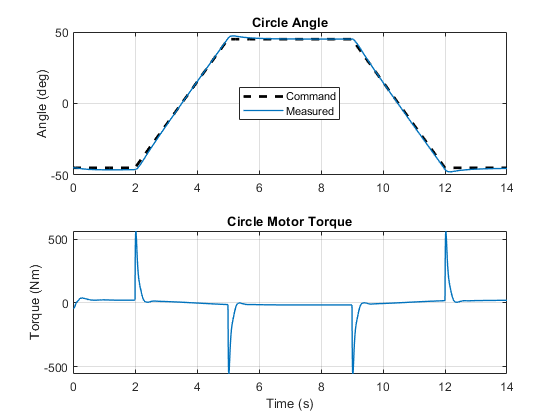 Circle Angle
50
0
-50
Angle (deg)
Command
Measured
0 2 4 6 8 10 12 14
Circle Motor Torque
500
0
-500
Torque (Nm)
0 2 4 6 8 10 12 14
Time (s)